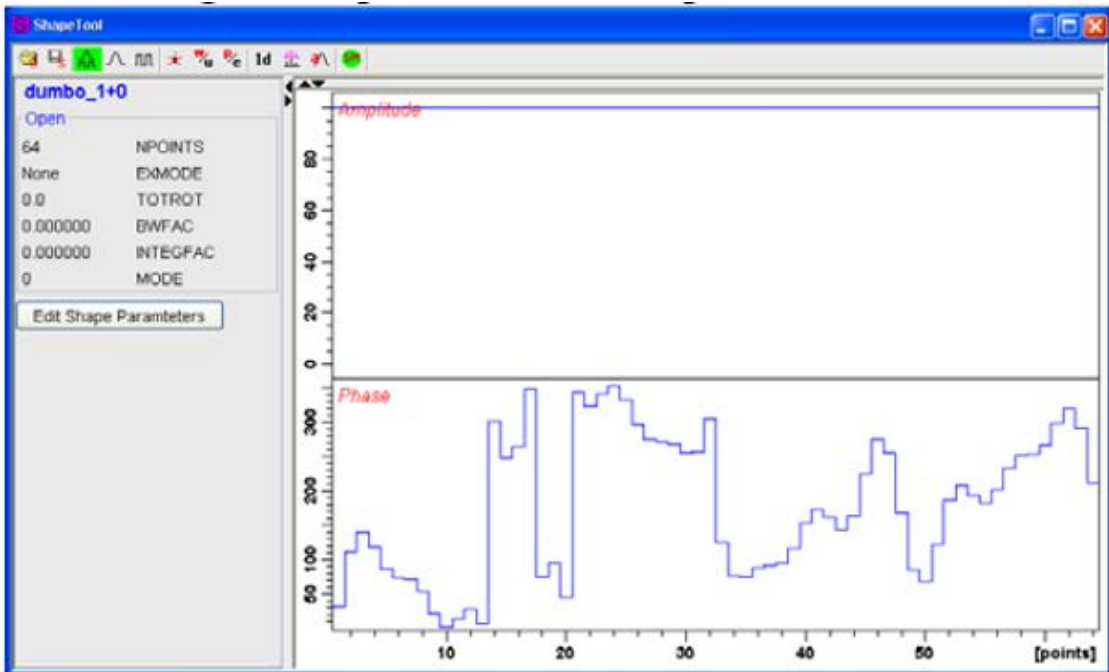 ShapeTool
1d
dumbo_1+0
Open
64 NPOINTS
None EXMODE
0.0 TOTROT
0.000000 BWFAC
0.000000 INTEGFAC
0 MODE
Edit Shape Paramteters
Amplitude
80
60
40
20
0
Phase
300
200
100
50
10 20 30 40 50 [points]